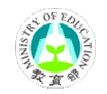 MINISTRY OF EDUCATION
教育部